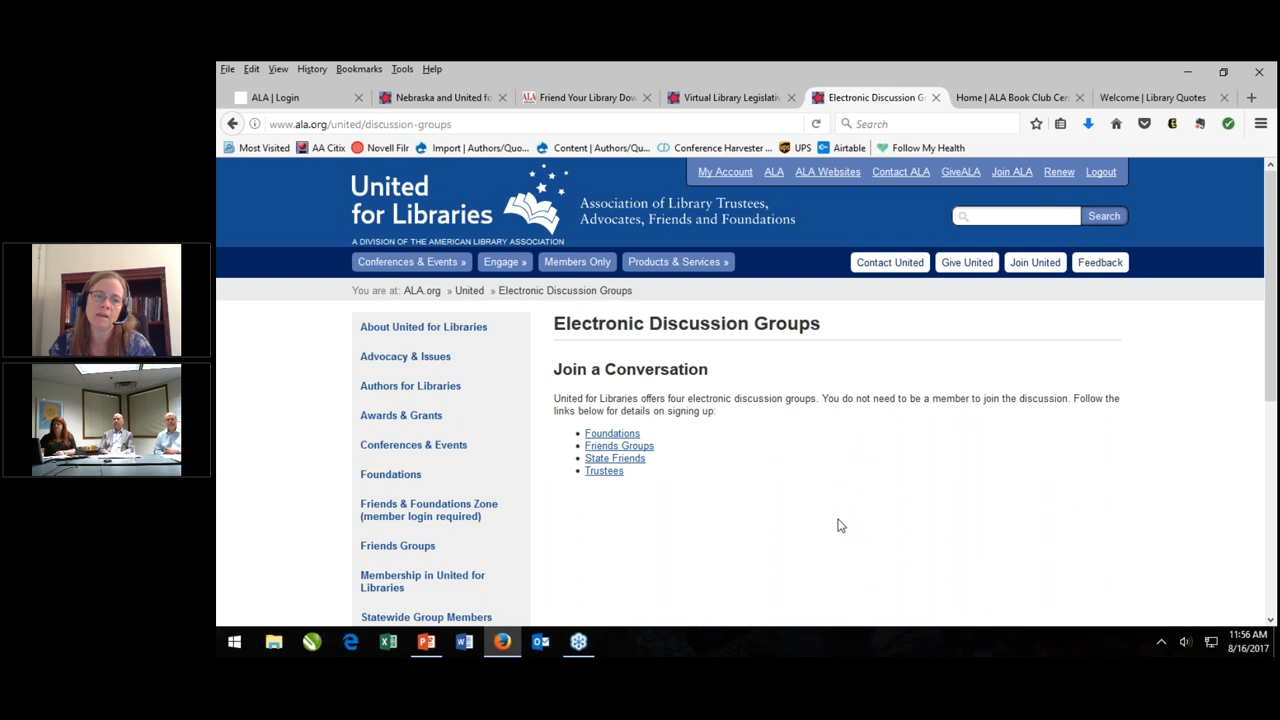 File Edit View History Bookmarks Tools Help
ALA | Login
Nebraska and United fo
Friend Your Library Dov
Virtual Library Legislativ
Electronic Discussion G
Home | ALA Book Club Cen
Welcome | Library Quotes
www.ala.org/united/discussion-groups
Search
Most Visited AA Citix Novell Filr Import | Authors/Quo... Content | Authors/Quo... Conference Harvester ... UPS Airtable Follow My Health
My Account ALA ALA Websites Contact ALA GiveALA Join ALA Renew Logout
United
for Libraries
Association of Library Trustees,
Advocates, Friends and Foundations
Search
A DIVISION OF THE AMERICAN LIBRARY ASSOCIATION
Conferences & Events » Engage » Members Only Products & Services » Contact United Give United Join United Feedback
You are at: ALA.org » United » Electronic Discussion Groups
About United for Libraries
Advocacy & Issues
Authors for Libraries
Awards & Grants
Conferences & Events
Foundations
Friends & Foundations Zone
(member login required)
Friends Groups
Membership in United for
Libraries
Statewide Group Members
Electronic Discussion Groups
Join a Conversation
United for Libraries offers four electronic discussion groups. You do not need to be a member to join the discussion. Follow the
links below for details on signing up:
Foundations
Friends Groups
State Friends
Trustees
11:56 AM
8/16/2017